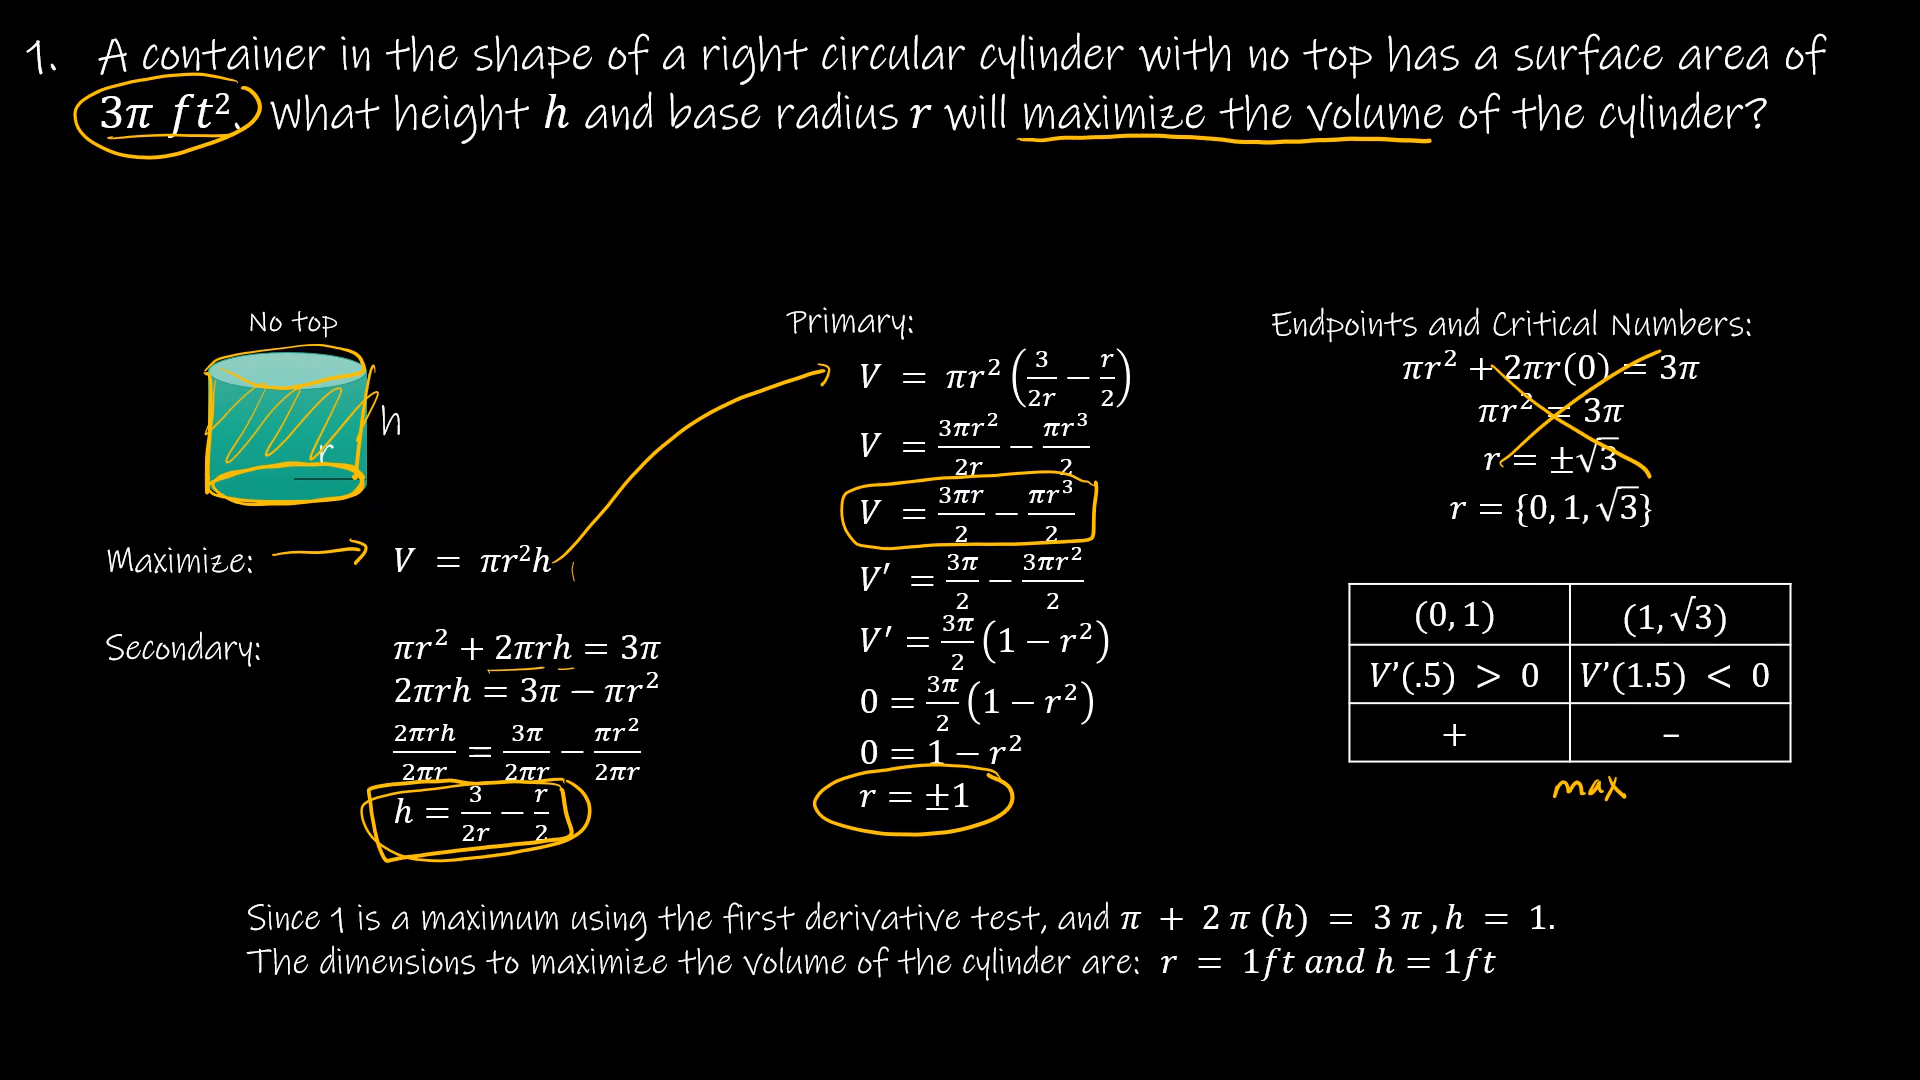 1. A container in the shape of a right circular cylinder with no top has a surface area of
3π ft². What height h and base radius r will maximize the volume of the cylinder?
No top
h
r
Maximize: V = πr²h
Secondary: πr² + 2πrh = 3π
2πrh = 3π − πr²
2πrh/2πr = 3π/2πr − πr²/2πr
h = 3/2r − r/2
Primary:
V = πr² (3/2r − r/2)
V = 3πr²/2r − πr³/2
V = 3πr/2 − πr³/2
V′ = 3π/2 − 3πr²/2
V′ = 3π/2 (1 − r²)
0 = 3π/2 (1 − r²)
0 = 1 − r²
r = ±1
Endpoints and Critical Numbers:
πr² + 2πr(0) = 3π
πr² = 3π
r = ±√3
r = {0, 1, √3}
(0, 1) (1, √3)
V’(.5) > 0 V’(1.5) < 0
+ −
max
Since 1 is a maximum using the first derivative test, and π + 2 π (h) = 3 π , h = 1.
The dimensions to maximize the volume of the cylinder are: r = 1ft and h = 1ft